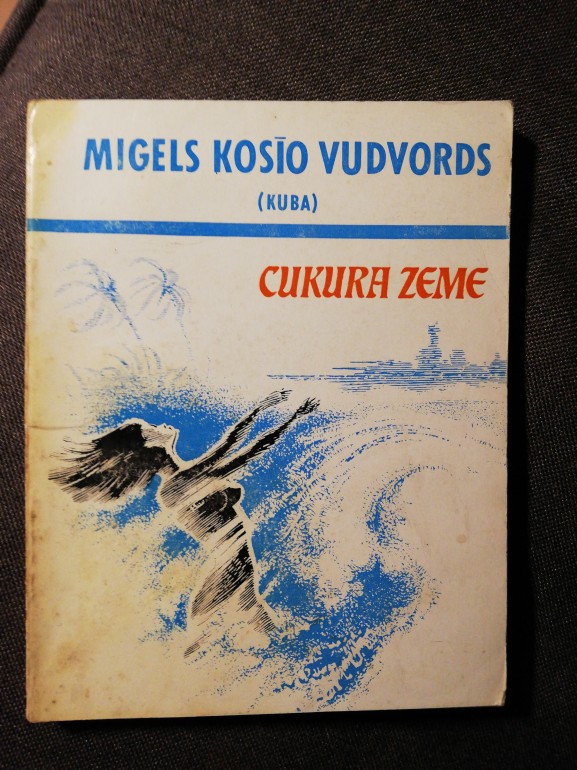 MIGELS KOSĪO VUDVORDS
(KUBA)
CUKURA ZEME